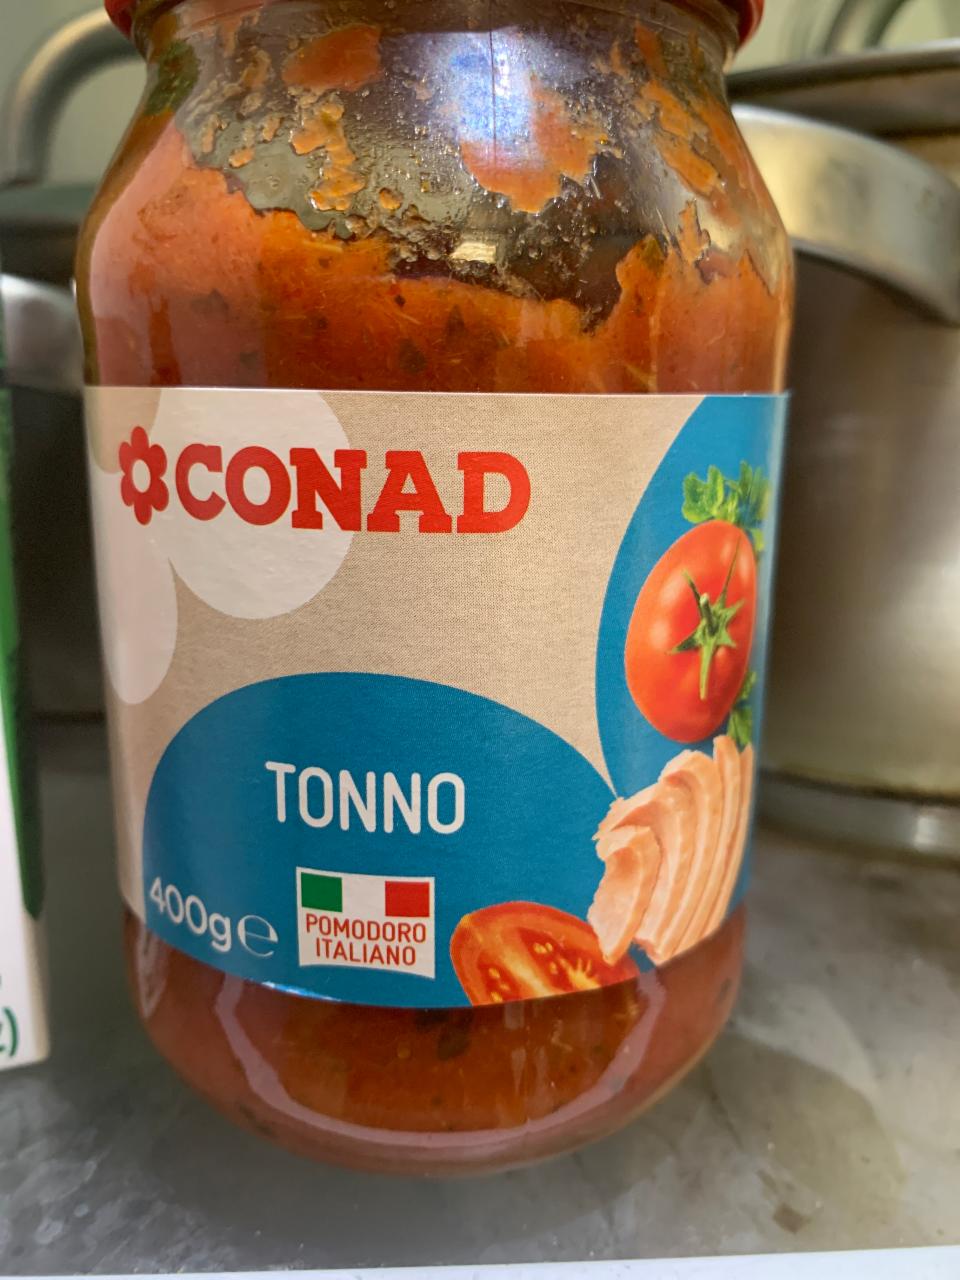 CONAD
TONNO
400g e
POMODORO
ITALIANO
)